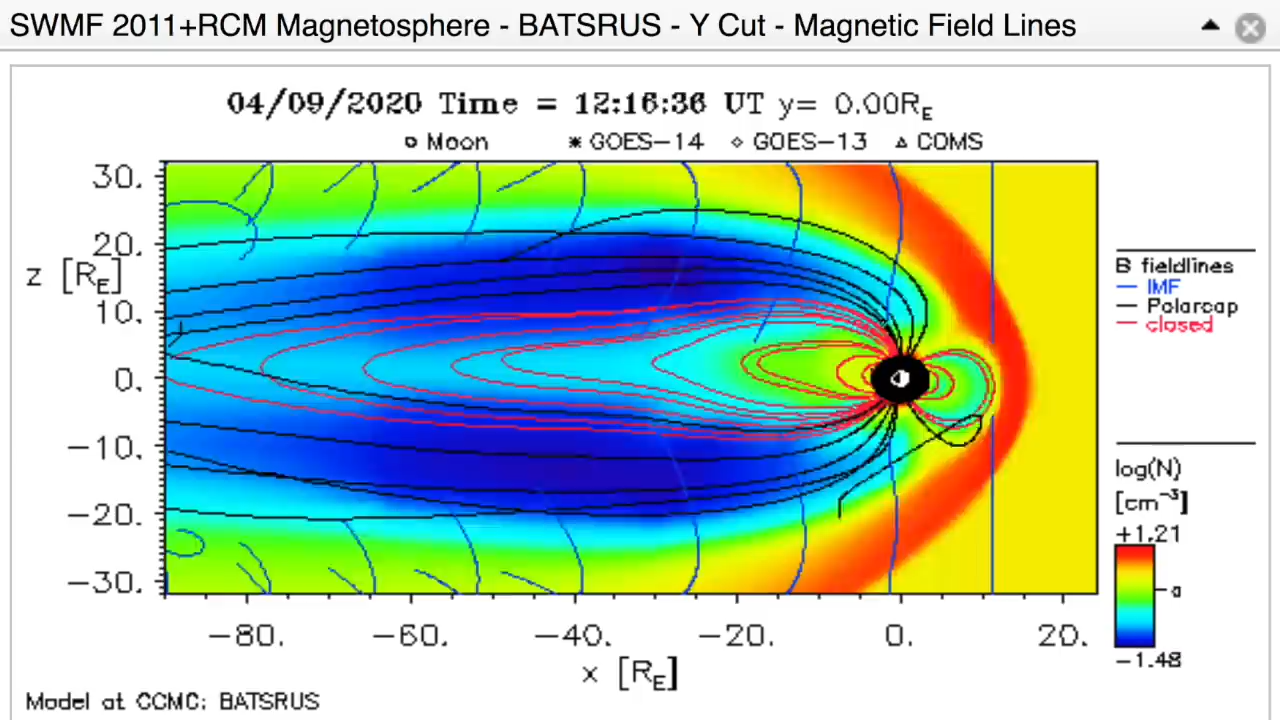 SWMF 2011+RCM Magnetosphere - BATSRUS - Y Cut - Magnetic Field Lines
04/09/2020 Time = 12:16:36 UT y= 0.00RE
Moon GOES-14 GOES-13 COMS
30.
20.
z [RE]
10.
0.
-10.
-20.
-30.
B fieldlines
IMF
Polarcap
closed
log(N)
[cm-3]
+1.21
-1.48
-80. -60. -40. -20. 0. 20.
x [RE]
Model at CCMC: BATSRUS